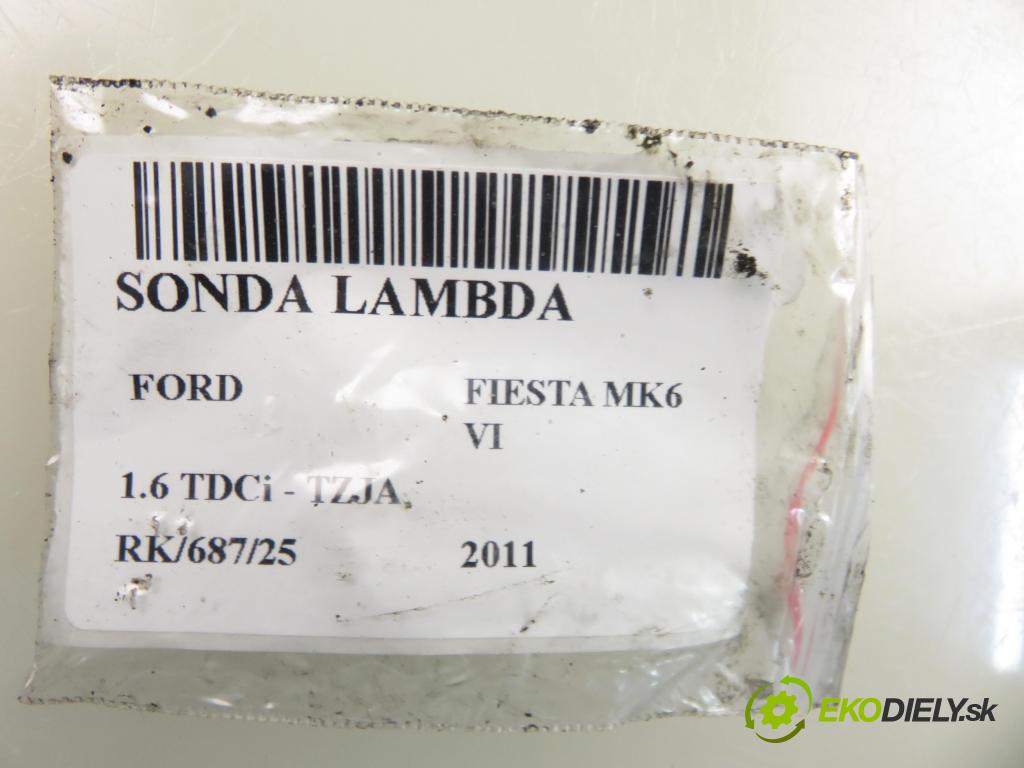 SONDA LAMBDA
FORD FIESTA MK6
VI
1.6 TDCi - TZJA
RK/687/25 2011
EKODIELY.sk